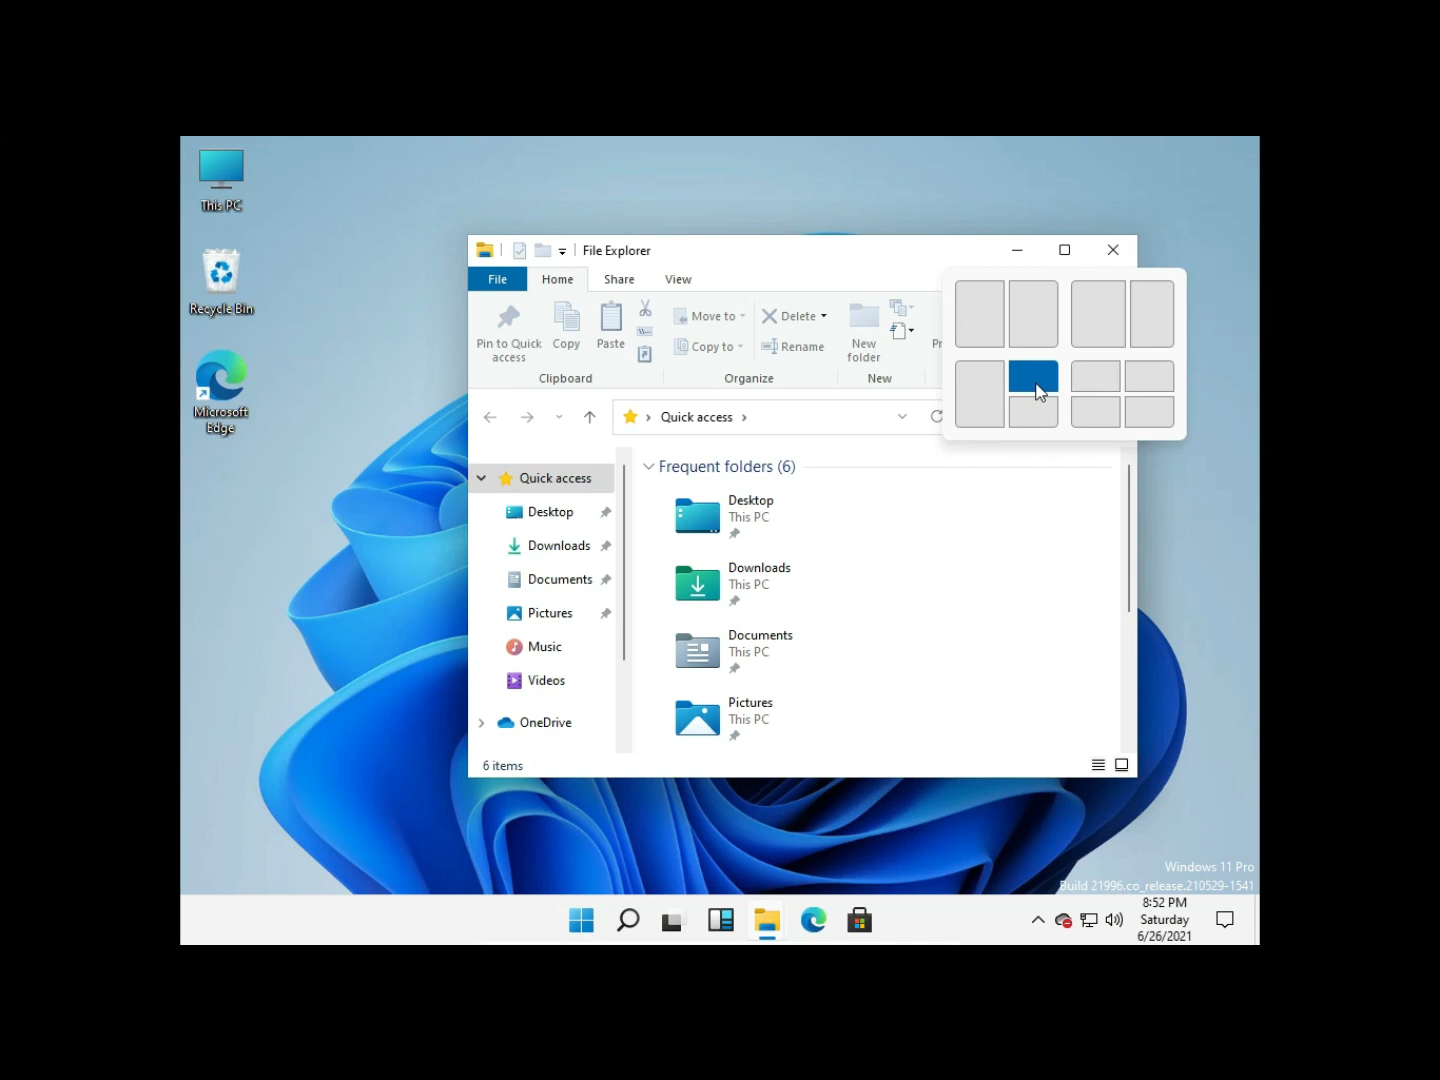 This PC
Recycle Bin
Microsoft
Edge
File Explorer
File Home Share View
Pin to Quick
access
Copy
Paste
Move to
Copy to
Delete
Rename
New
folder
Clipboard
Organize
New
Quick access
Quick access
Desktop
Downloads
Documents
Pictures
Music
Videos
OneDrive
Frequent folders (6)
Desktop
This PC
Downloads
This PC
Documents
This PC
Pictures
This PC
6 items
Windows 11 Pro
Build 21996.co_release.210529-1541
8:52 PM
Saturday
6/26/2021